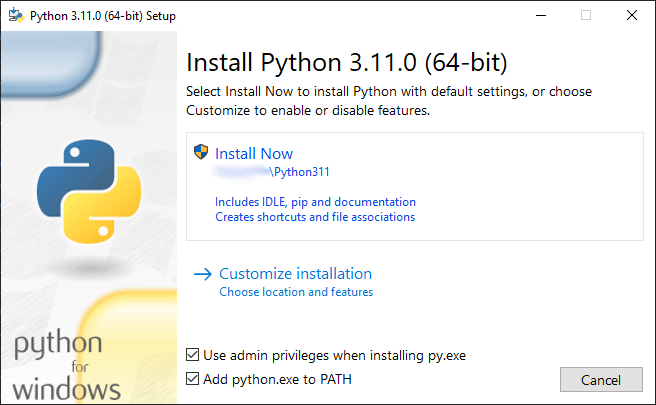 Python 3.11.0 (64-bit) Setup
Install Python 3.11.0 (64-bit)
Select Install Now to install Python with default settings, or choose
Customize to enable or disable features.
Install Now
\Python311
Includes IDLE, pip and documentation
Creates shortcuts and file associations
Customize installation
Choose location and features
python
for
windows
Use admin privileges when installing py.exe
Add python.exe to PATH
Cancel